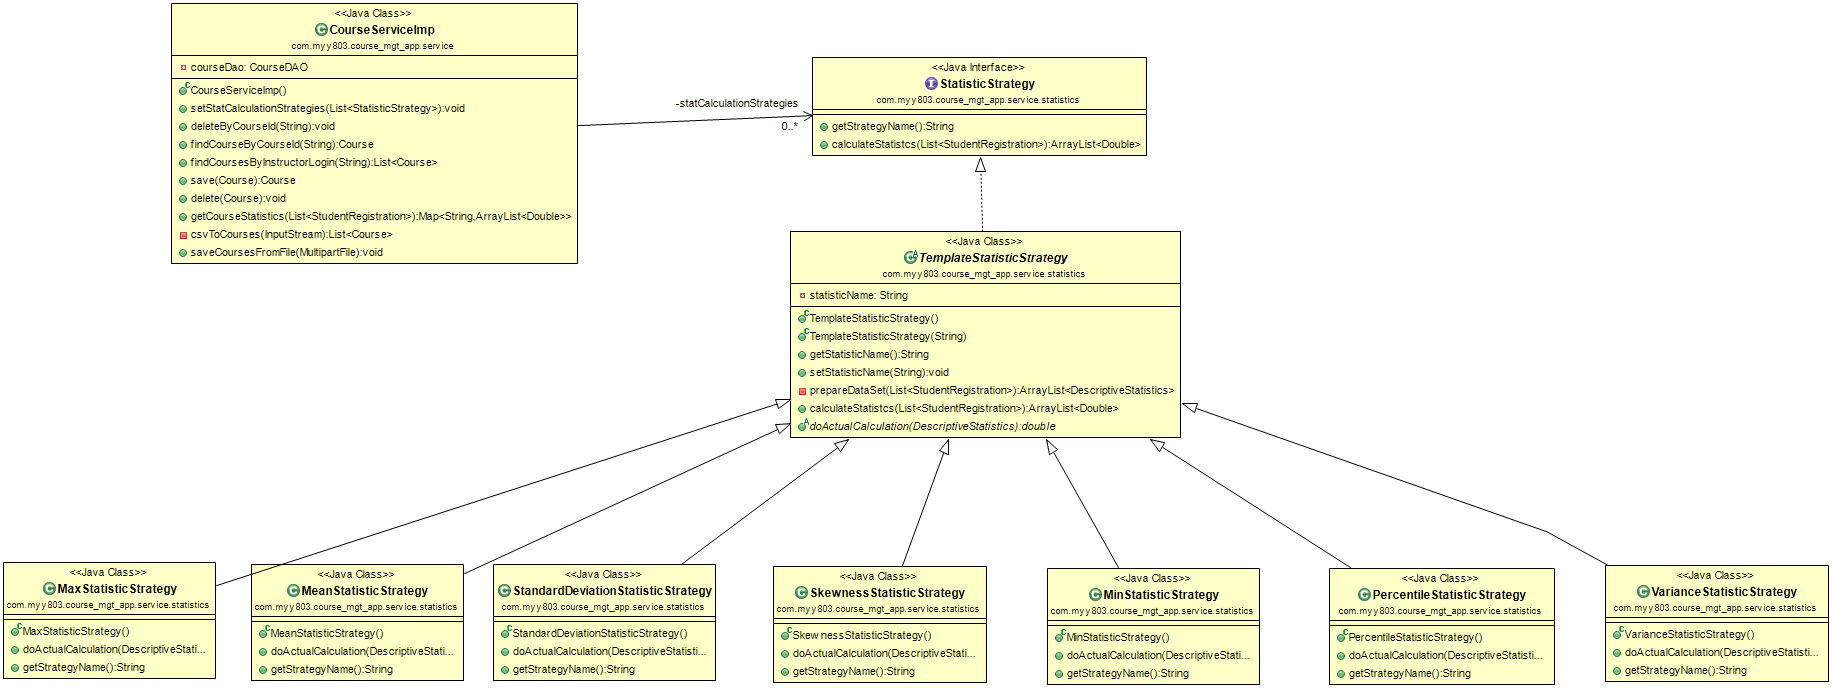 <<Java Class>>
CourseServiceImp
com.myy803.course_mgt_app.service
courseDao: CourseDAO
CourseServiceImp()
setStatCalculationStrategies(List<StatisticStrategy>):void
deleteByCourseId(String):void
findCourseByCourseId(String):Course
findCoursesByInstructorLogin(String):List<Course>
save(Course):Course
delete(Course):void
getCourseStatistics(List<StudentRegistration>):Map<String,ArrayList<Double>>
csvToCourses(InputStream):List<Course>
saveCoursesFromFile(MultipartFile):void
-statCalculationStrategies
0..*
<<Java Interface>>
StatisticStrategy
com.myy803.course_mgt_app.service.statistics
getStrategyName():String
calculateStatistcs(List<StudentRegistration>):ArrayList<Double>
<<Java Class>>
TemplateStatisticStrategy
com.myy803.course_mgt_app.service.statistics
statisticName: String
TemplateStatisticStrategy()
TemplateStatisticStrategy(String)
getStatisticName():String
setStatisticName(String):void
prepareDataSet(List<StudentRegistration>):ArrayList<DescriptiveStatistics>
calculateStatistcs(List<StudentRegistration>):ArrayList<Double>
doActualCalculation(DescriptiveStatistics):double
<<Java Class>>
MaxStatisticStrategy
com.myy803.course_mgt_app.service.statistics
MaxStatisticStrategy()
doActualCalculation(DescriptiveStati...
getStrategyName():String
<<Java Class>>
MeanStatisticStrategy
com.myy803.course_mgt_app.service.statistics
MeanStatisticStrategy()
doActualCalculation(DescriptiveStati...
getStrategyName():String
<<Java Class>>
StandardDeviationStatisticStrategy
com.myy803.course_mgt_app.service.statistics
StandardDeviationStatisticStrategy()
doActualCalculation(DescriptiveStatisti...
getStrategyName():String
<<Java Class>>
SkewnessStatisticStrategy
com.myy803.course_mgt_app.service.statistics
SkewnessStatisticStrategy()
doActualCalculation(DescriptiveStati...
getStrategyName():String
<<Java Class>>
MinStatisticStrategy
com.myy803.course_mgt_app.service.statistics
MinStatisticStrategy()
doActualCalculation(DescriptiveStati...
getStrategyName():String
<<Java Class>>
PercentileStatisticStrategy
com.myy803.course_mgt_app.service.statistics
PercentileStatisticStrategy()
doActualCalculation(DescriptiveStatisti...
getStrategyName():String
<<Java Class>>
VarianceStatisticStrategy
com.myy803.course_mgt_app.service.statistics
VarianceStatisticStrategy()
doActualCalculation(DescriptiveStatisti...
getStrategyName():String